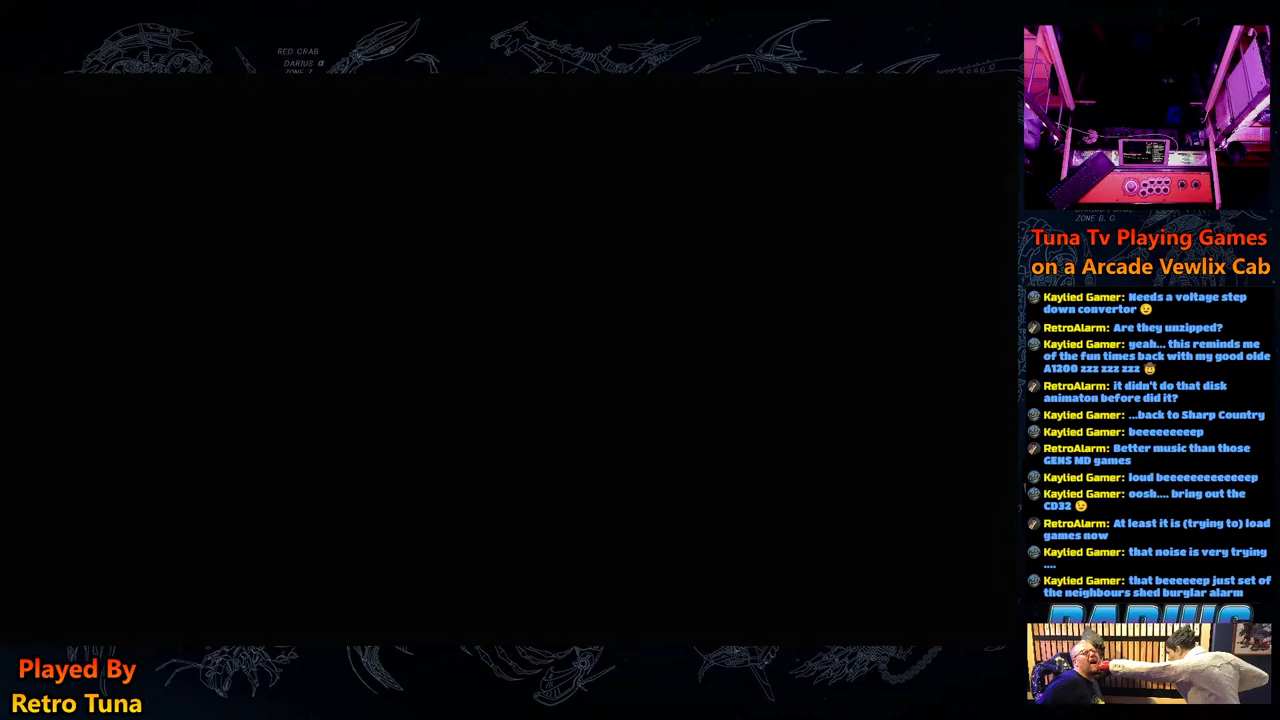 RED CRAB
DARIUS α
ZONE Z
ZONE B. C
Tuna Tv Playing Games
on a Arcade Vewlix Cab
Kaylied Gamer: Needs a voltage step
down convertor 😉
RetroAlarm: Are they unzipped?
Kaylied Gamer: yeah... this reminds me
of the fun times back with my good olde
A1200 zzz zzz zzz 🤠
RetroAlarm: it didn't do that disk
animaton before did it?
Kaylied Gamer: ...back to Sharp Country
Kaylied Gamer: beeeeeeeeep
RetroAlarm: Better music than those
GENS MD games
Kaylied Gamer: loud beeeeeeeeeeeeep
Kaylied Gamer: oosh.... bring out the
CD32 😉
RetroAlarm: At least it is (trying to) load
games now
Kaylied Gamer: that noise is very trying
....
Kaylied Gamer: that beeeeeep just set of
the neighbours shed burglar alarm
DARIUS
Played By
Retro Tuna